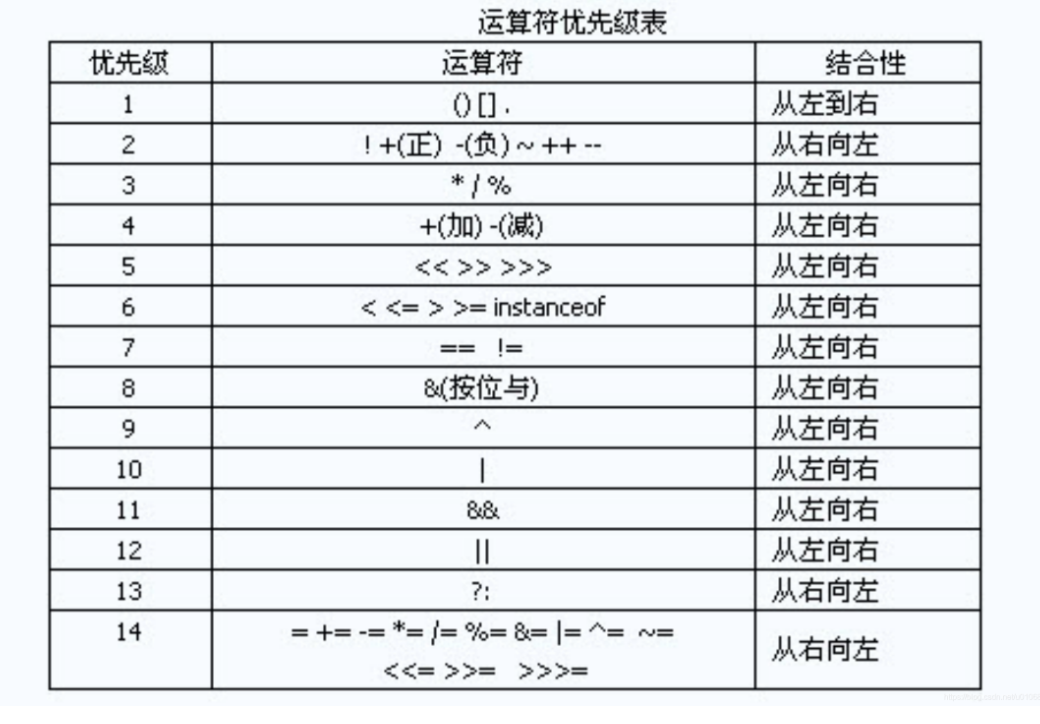 运算符优先级表
优先级 运算符 结合性
1 () [] . 从左到右
2 ! +(正) -(负) ~ ++ -- 从右向左
3 * / % 从左向右
4 +(加) -(减) 从左向右
5 << >> >>> 从左向右
6 < <= > >= instanceof 从左向右
7 == != 从左向右
8 &(按位与) 从左向右
9 ^ 从左向右
10 | 从左向右
11 && 从左向右
12 || 从左向右
13 ?: 从右向左
14 = += -= *= /= %= &= |= ^= ~=
<<= >>= >>>= 从右向左